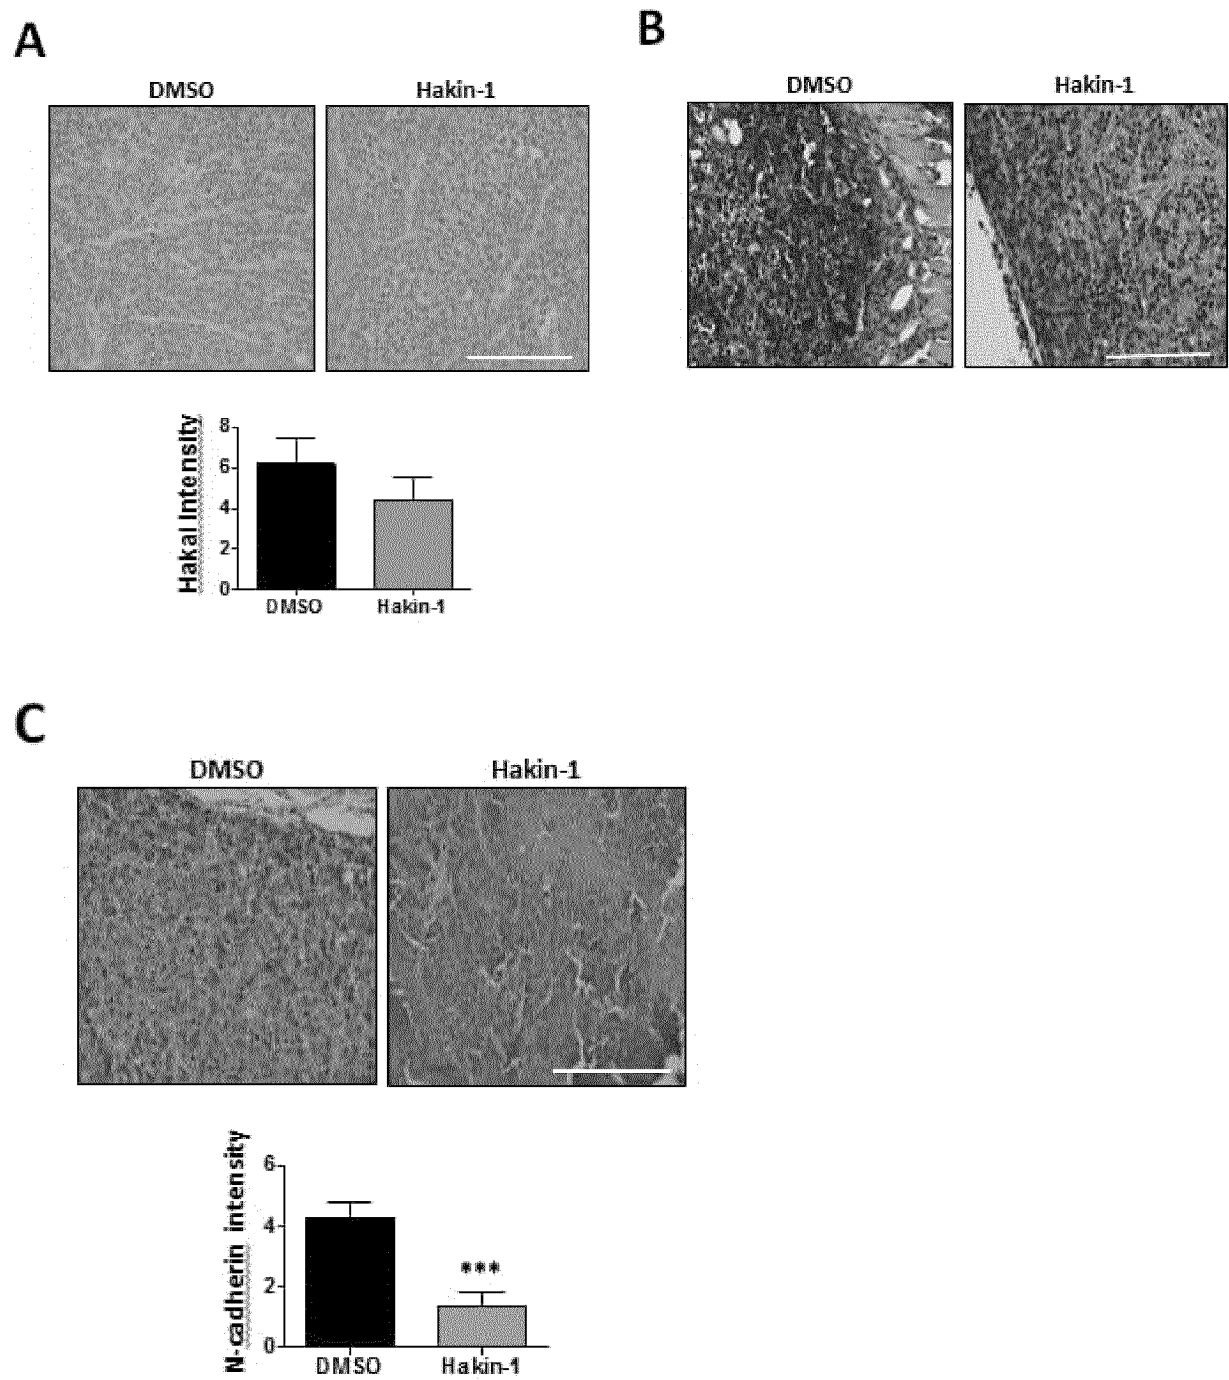 A
DMSO
Hakin-1
Hakai Intensity
8
6
4
2
0
DMSO
Hakin-1
B
DMSO
Hakin-1
C
DMSO
Hakin-1
N-cadherin intensity
6
4
2
0
***
DMSO
Hakin-1